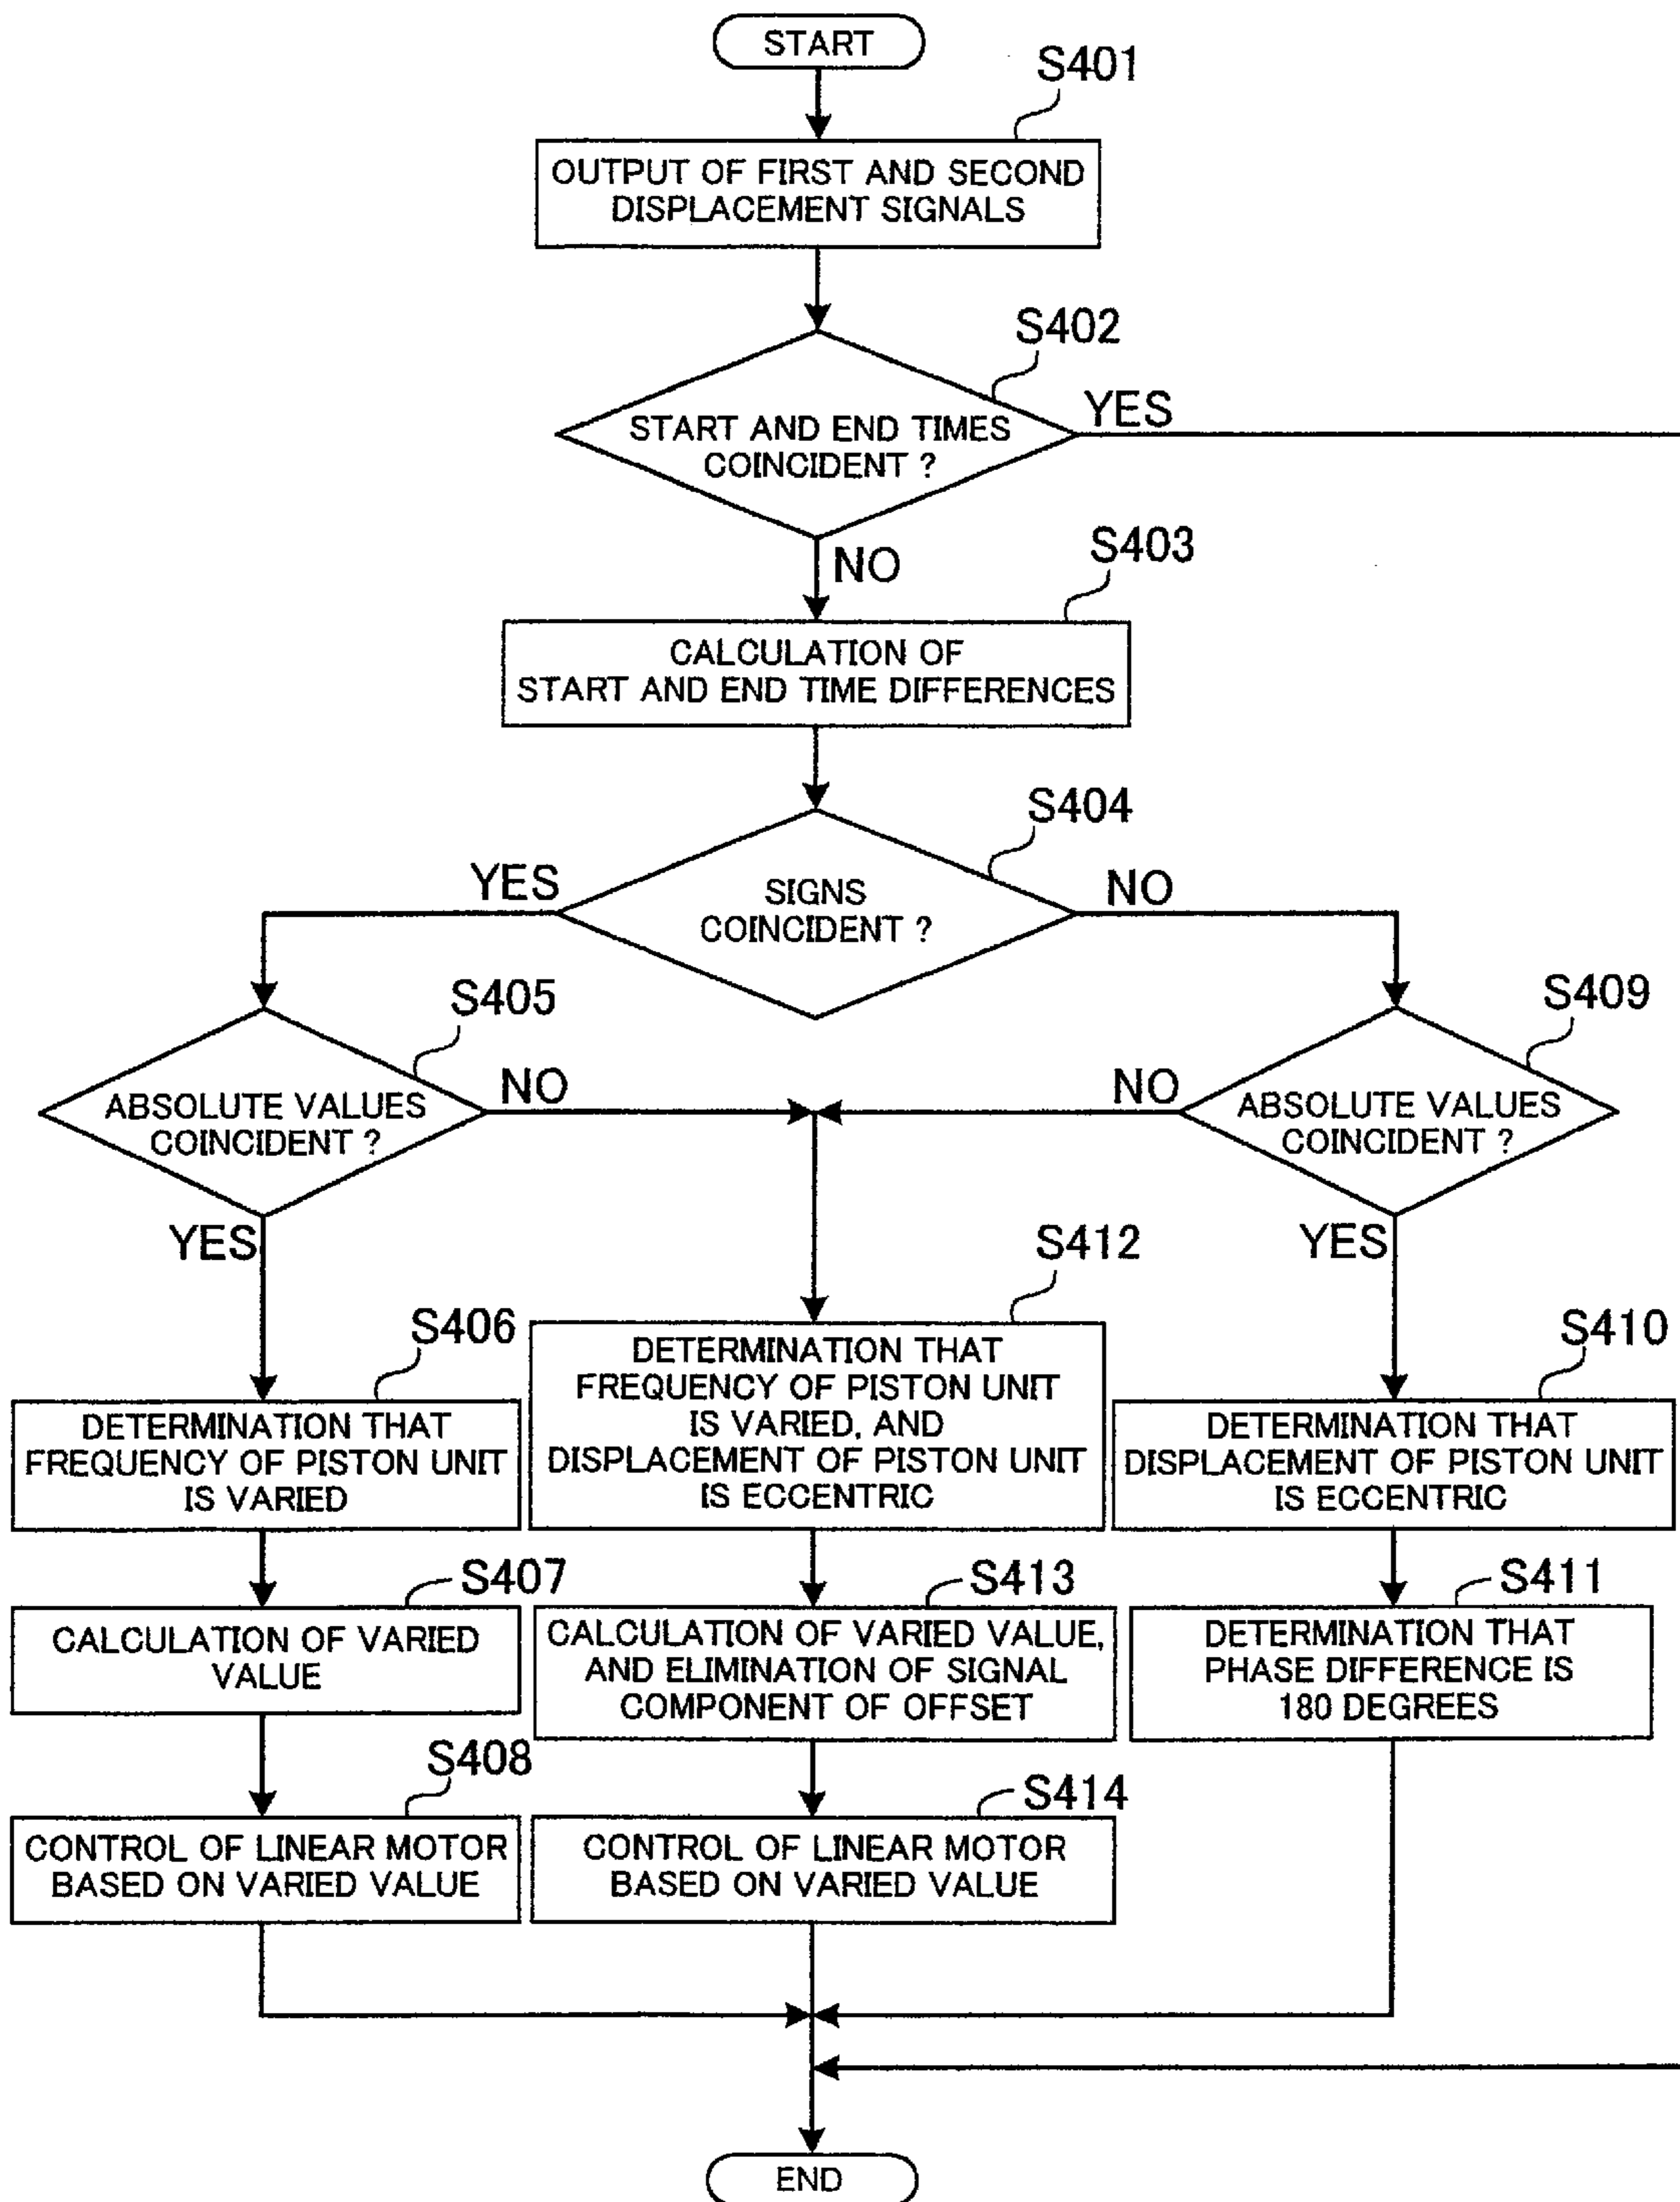 START
S401
OUTPUT OF FIRST AND SECOND
DISPLACEMENT SIGNALS
S402
YES
START AND END TIMES
COINCIDENT ?
NO
S403
CALCULATION OF
START AND END TIME DIFFERENCES
S404
YES
NO
SIGNS
COINCIDENT ?
S405
S409
NO
NO
ABSOLUTE VALUES
COINCIDENT ?
ABSOLUTE VALUES
COINCIDENT ?
YES
YES
S406
S412
S410
DETERMINATION THAT
FREQUENCY OF PISTON UNIT
IS VARIED
DETERMINATION THAT
FREQUENCY OF PISTON UNIT
IS VARIED, AND
DISPLACEMENT OF PISTON UNIT
IS ECCENTRIC
DETERMINATION THAT
DISPLACEMENT OF PISTON UNIT
IS ECCENTRIC
S407
S413
S411
CALCULATION OF VARIED
VALUE
CALCULATION OF VARIED VALUE,
AND ELIMINATION OF SIGNAL
COMPONENT OF OFFSET
DETERMINATION THAT
PHASE DIFFERENCE IS
180 DEGREES
S408
S414
CONTROL OF LINEAR MOTOR
BASED ON VARIED VALUE
CONTROL OF LINEAR MOTOR
BASED ON VARIED VALUE
END